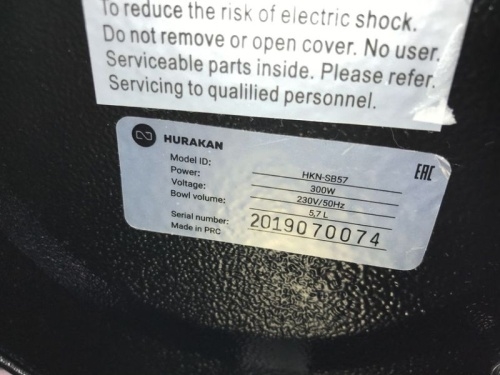 To reduce the risk of electric shock.
Do not remove or open cover. No user.
Serviceable parts inside. Please refer.
Servicing to qualilied personnel.
HURAKAN
EAC
Model ID: HKN-SB57
Power: 300W
Voltage: 230V/50Hz
Bowl volume: 5,7 L
Serial number: 2019070074
Made in PRC